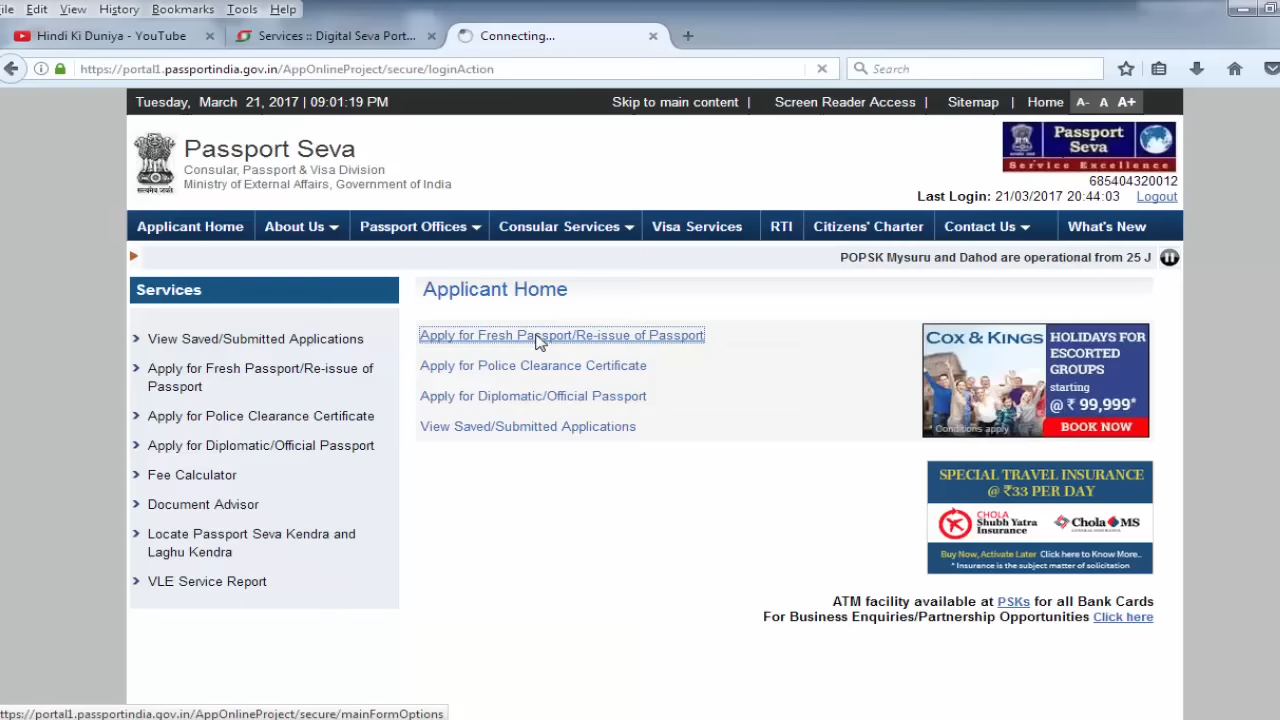 ile Edit View History Bookmarks Tools Help
Hindi Ki Duniya - YouTube
Services :: Digital Seva Port...
Connecting...
https://portal1.passportindia.gov.in/AppOnlineProject/secure/loginAction
Search
Tuesday, March 21, 2017 | 09:01:19 PM
Skip to main content | Screen Reader Access | Sitemap | Home A- A A+
Passport Seva
Consular, Passport & Visa Division
Ministry of External Affairs, Government of India
सत्यमेव जयते
Passport
Seva
Service Excellence
685404320012
Last Login: 21/03/2017 20:44:03 Logout
Applicant Home About Us Passport Offices Consular Services Visa Services RTI Citizens' Charter Contact Us What's New
POPSK Mysuru and Dahod are operational from 25 J
Services
View Saved/Submitted Applications
Apply for Fresh Passport/Re-issue of
Passport
Apply for Police Clearance Certificate
Apply for Diplomatic/Official Passport
Fee Calculator
Document Advisor
Locate Passport Seva Kendra and
Laghu Kendra
VLE Service Report
Applicant Home
Apply for Fresh Passport/Re-issue of Passport
Apply for Police Clearance Certificate
Apply for Diplomatic/Official Passport
View Saved/Submitted Applications
COX & KINGS
*Conditions apply
HOLIDAYS FOR
ESCORTED
GROUPS
starting
@ ₹ 99,999*
BOOK NOW
SPECIAL TRAVEL INSURANCE
@ ₹33 PER DAY
CHOLA
Shubh Yatra
Insurance
Chola MS
GENERAL INSURANCE
Buy Now, Activate Later Click here to Know More..
* Insurance is the subject matter of solicitation
ATM facility available at PSKs for all Bank Cards
For Business Enquiries/Partnership Opportunities Click here
ttps://portal1.passportindia.gov.in/AppOnlineProject/secure/mainFormOptions